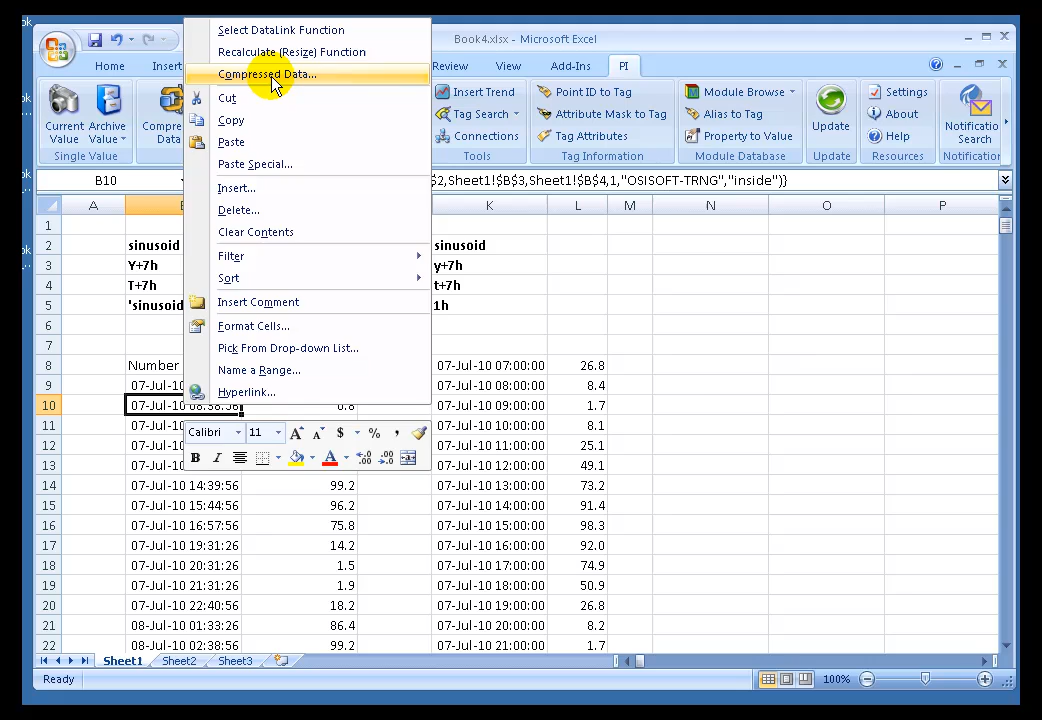 ok
Book4.xlsx - Microsoft Excel
Home
Insert
Review
View
Add-Ins
PI
Select DataLink Function
Recalculate (Resize) Function
Compressed Data...
Cut
Copy
Paste
Paste Special...
Insert...
Delete...
Clear Contents
Filter
Sort
Insert Comment
Format Cells...
Pick From Drop-down List...
Name a Range...
Hyperlink...
Calibri 11 A A $ % ,
B I A
Current Value
Archive Value
Single Value
Compre
Data
Insert Trend
Tag Search
Connections
Tools
Point ID to Tag
Attribute Mask to Tag
Tag Attributes
Tag Information
Module Browse
Alias to Tag
Property to Value
Module Database
Update
Update
Settings
About
Help
Resources
Notificatio
Search
Notification
B10
$2,Sheet1!$B$3,Sheet1!$B$4,1,"OSISOFT-TRNG","inside")}
A K L M N O P
1
2 sinusoid sinusoid
3 Y+7h y+7h
4 T+7h t+7h
5 'sinusoid 1h
6
7
8 Number 07-Jul-10 07:00:00 26.8
9 07-Jul-10 07-Jul-10 08:00:00 8.4
10 07-Jul-10 08:38:56 0.8 07-Jul-10 09:00:00 1.7
11 07-Jul-10 10:00:00 8.1
12 07-Jul-10 11:00:00 25.1
13 07-Jul-10 12:00:00 49.1
14 07-Jul-10 14:39:56 99.2 07-Jul-10 13:00:00 73.2
15 07-Jul-10 15:44:56 96.2 07-Jul-10 14:00:00 91.4
16 07-Jul-10 16:57:56 75.8 07-Jul-10 15:00:00 98.3
17 07-Jul-10 19:31:26 14.2 07-Jul-10 16:00:00 92.0
18 07-Jul-10 20:31:26 1.5 07-Jul-10 17:00:00 74.9
19 07-Jul-10 21:31:26 1.9 07-Jul-10 18:00:00 50.9
20 07-Jul-10 22:40:56 18.2 07-Jul-10 19:00:00 26.8
21 08-Jul-10 01:33:26 86.4 07-Jul-10 20:00:00 8.2
22 08-Jul-10 02:38:56 99.2 07-Jul-10 21:00:00 1.7
Sheet1 Sheet2 Sheet3
Ready
100%